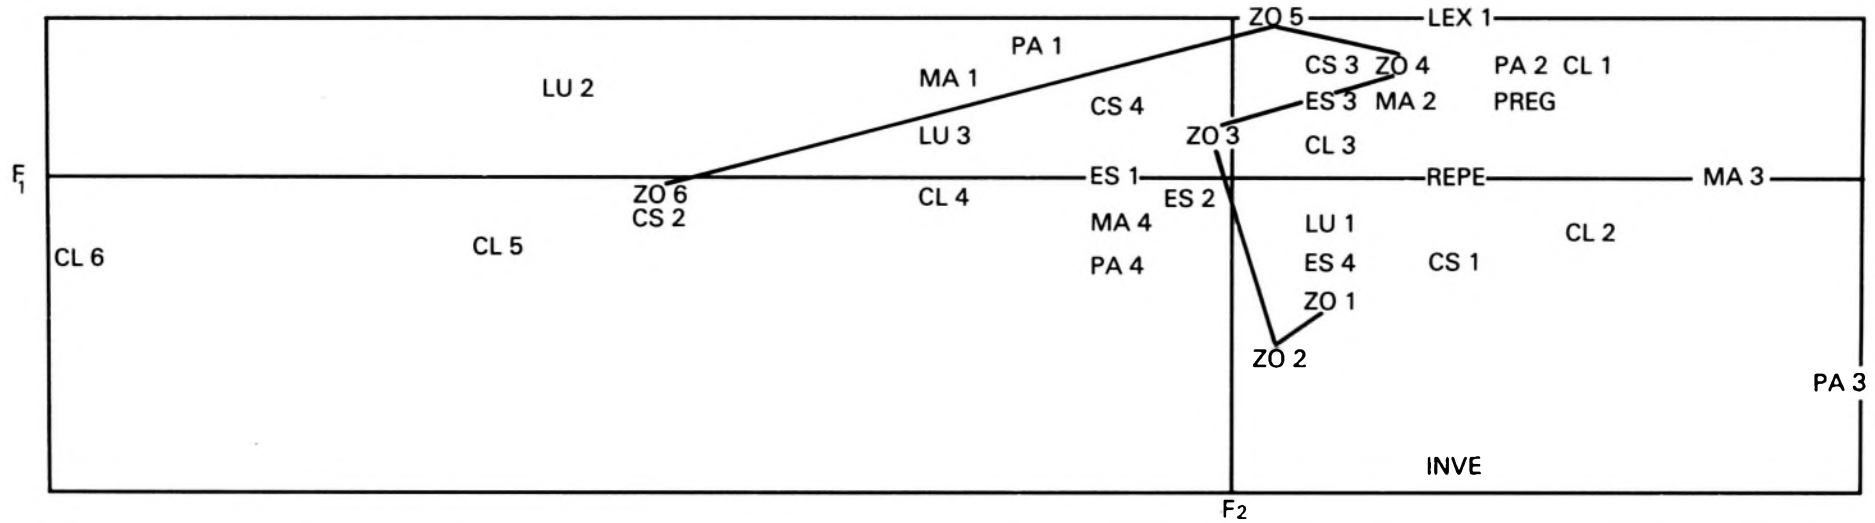 ZO 5 LEX 1
PA 1
CS 3 ZO 4 PA 2 CL 1
MA 1
LU 2
ES 3 MA 2 PREG
CS 4
LU 3 ZO 3
CL 3
F1 ES 1 REPE MA 3
ZO 6 CL 4 ES 2
CS 2
MA 4 LU 1
CL 2
CL 5
CL 6 PA 4 ES 4 CS 1
ZO 1
ZO 2
PA 3
INVE
F2